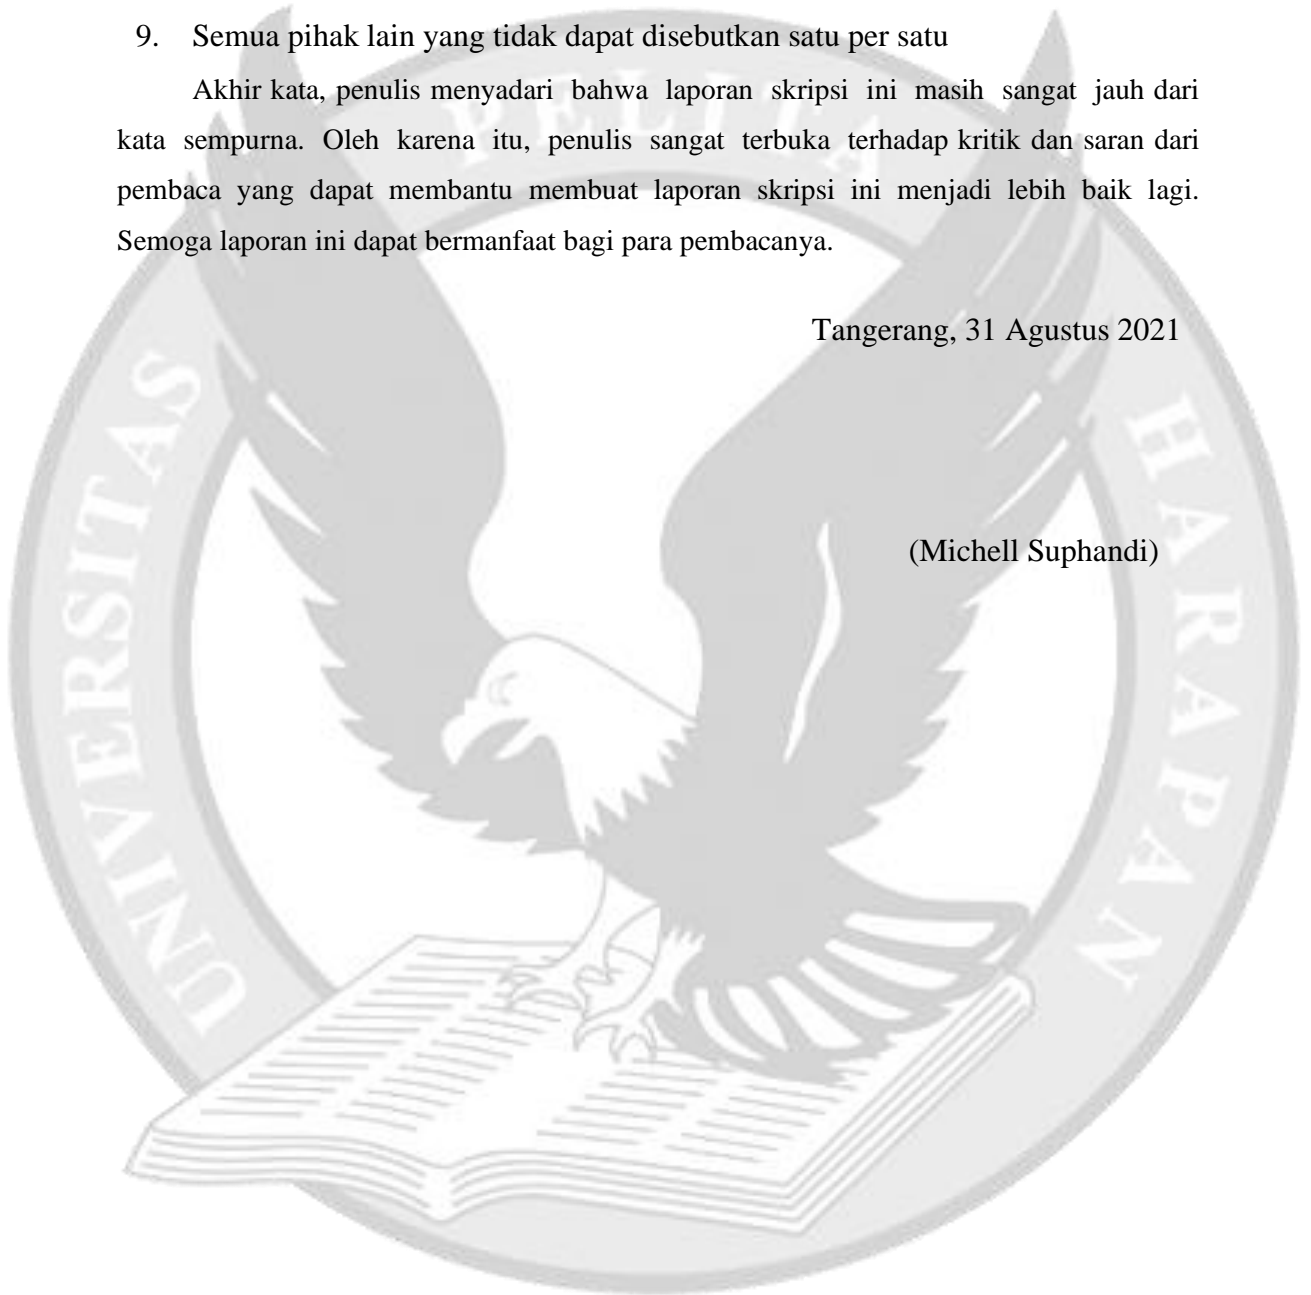 9. Semua pihak lain yang tidak dapat disebutkan satu per satu
Akhir kata, penulis menyadari bahwa laporan skripsi ini masih sangat jauh dari
kata sempurna. Oleh karena itu, penulis sangat terbuka terhadap kritik dan saran dari
pembaca yang dapat membantu membuat laporan skripsi ini menjadi lebih baik lagi.
Semoga laporan ini dapat bermanfaat bagi para pembacanya.
Tangerang, 31 Agustus 2021
(Michell Suphandi)
UNIVERSITAS
PELITA
HARAPAN